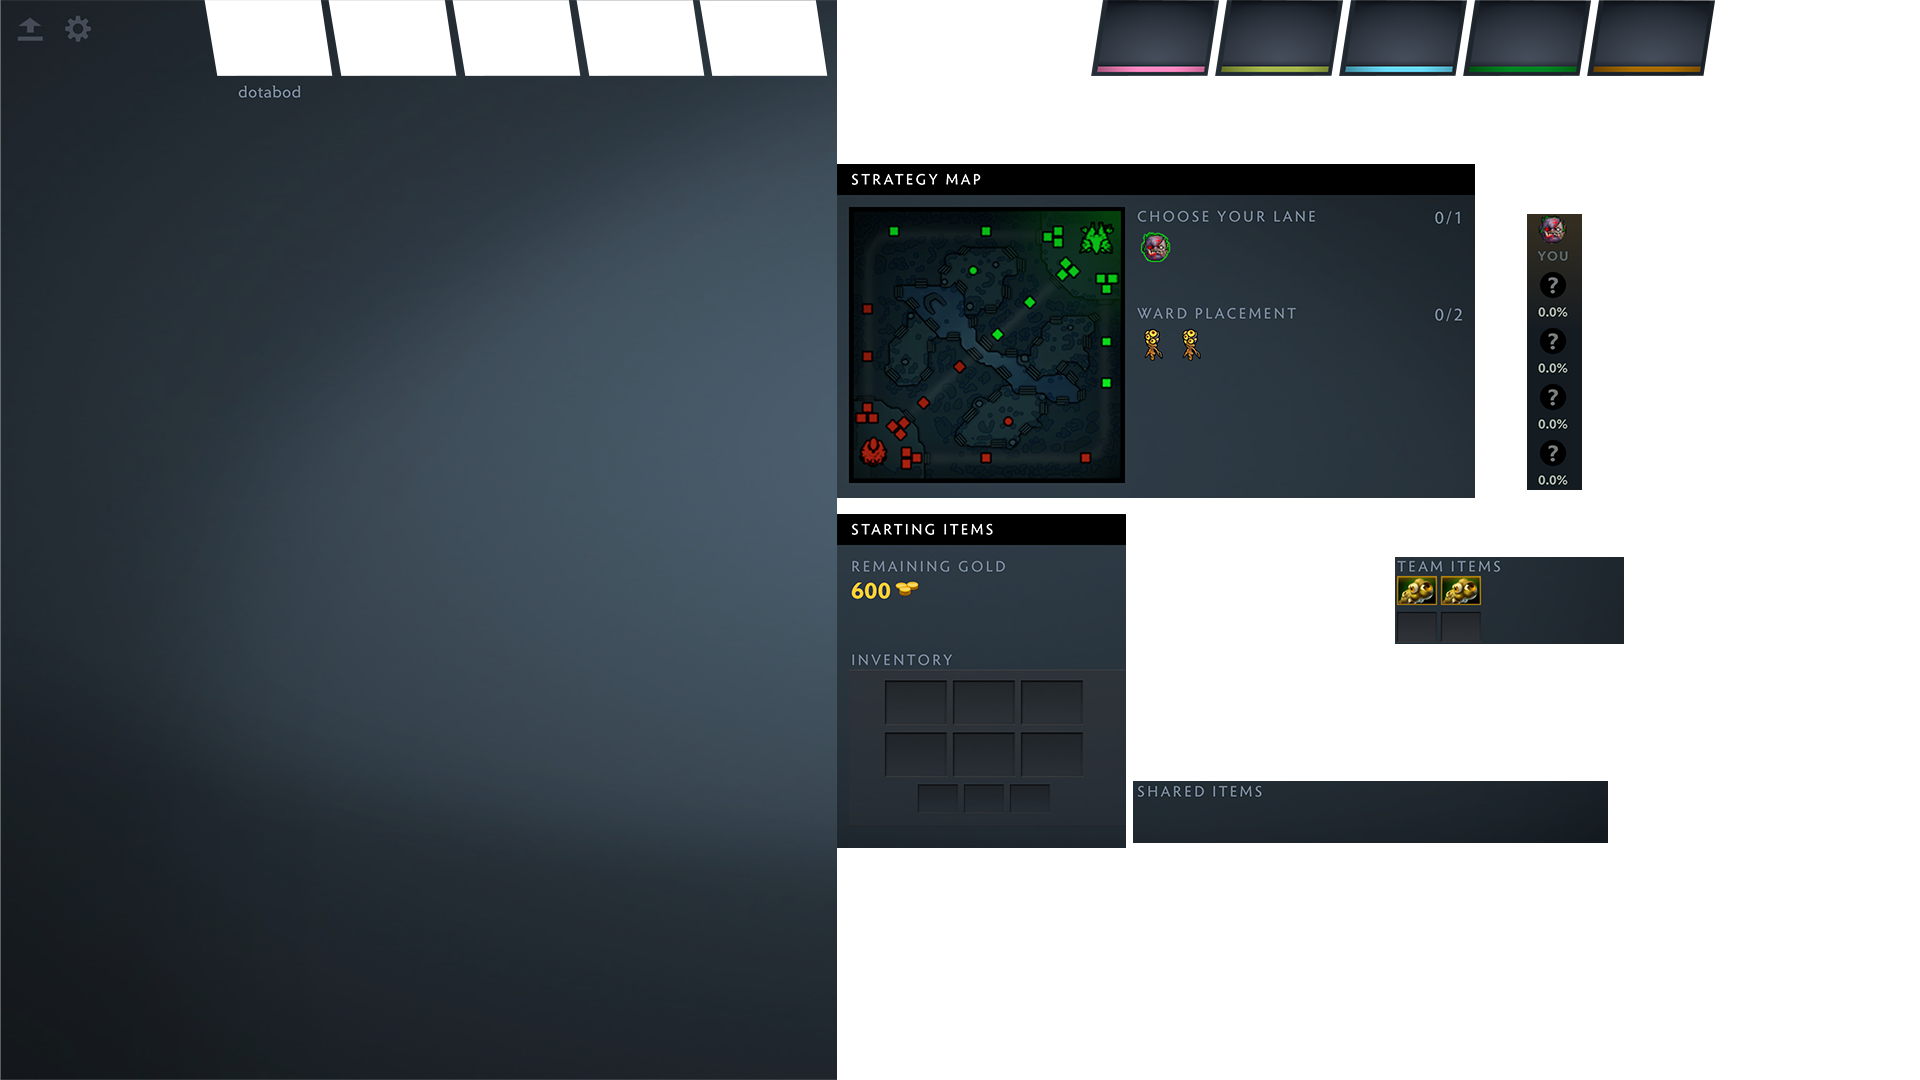 dotabod
STRATEGY MAP
CHOOSE YOUR LANE 0/1
WARD PLACEMENT 0/2
YOU
?
0.0%
?
0.0%
?
0.0%
?
0.0%
STARTING ITEMS
REMAINING GOLD
600
INVENTORY
TEAM ITEMS
SHARED ITEMS